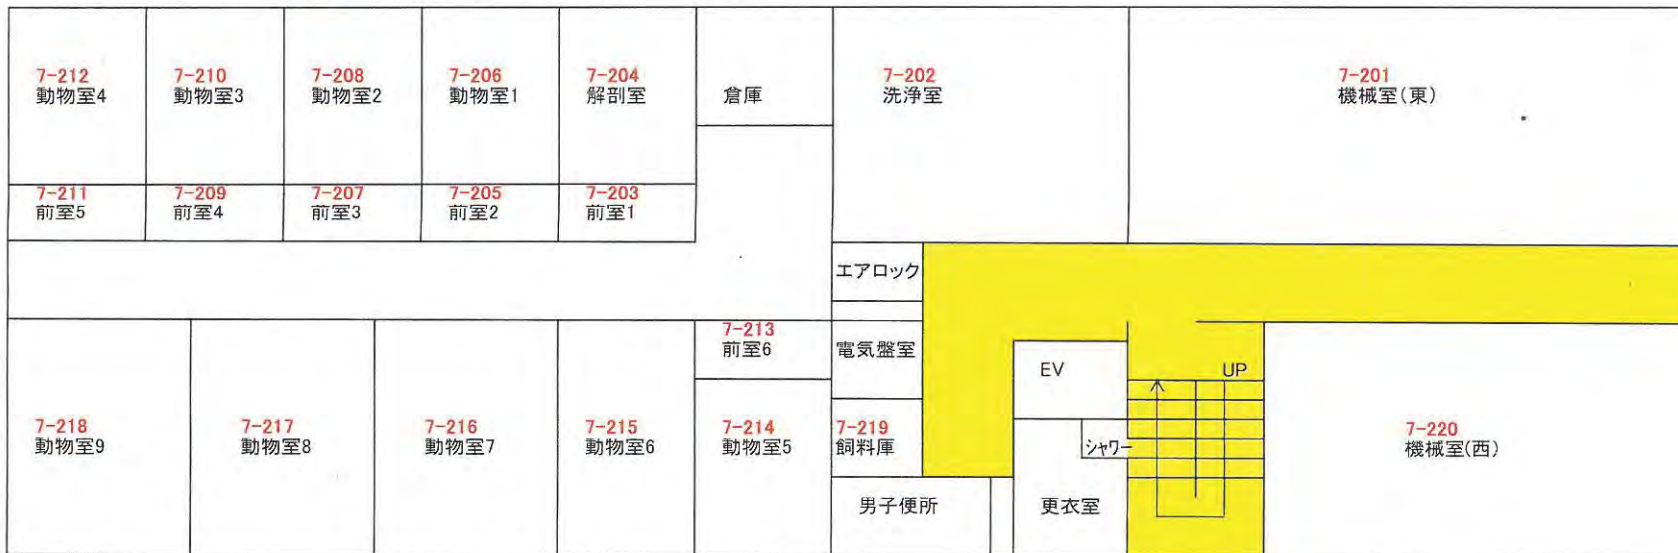 7-212
動物室4
7-210
動物室3
7-208
動物室2
7-206
動物室1
7-204
解剖室
倉庫
7-202
洗浄室
7-201
機械室(東)
7-211
前室5
7-209
前室4
7-207
前室3
7-205
前室2
7-203
前室1
エアロック
7-213
前室6
電気盤室
EV
UP
7-218
動物室9
7-217
動物室8
7-216
動物室7
7-215
動物室6
7-214
動物室5
7-219
飼料庫
シャワー
7-220
機械室(西)
男子便所
更衣室